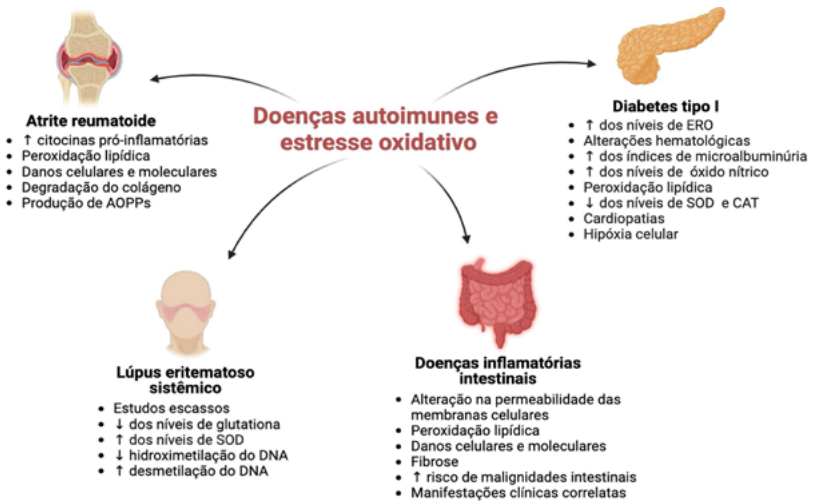 Doenças autoimunes e
estresse oxidativo
Atrite reumatoide
• ↑ citocinas pró-inflamatórias
• Peroxidação lipídica
• Danos celulares e moleculares
• Degradação do colágeno
• Produção de AOPPs
Diabetes tipo I
• ↑ dos níveis de ERO
• Alterações hematológicas
• ↑ dos índices de microalbuminúria
• ↑ dos níveis de óxido nítrico
• Peroxidação lipídica
• ↓ dos níveis de SOD e CAT
• Cardiopatias
• Hipóxia celular
Lúpus eritematoso
sistêmico
• Estudos escassos
• ↓ dos níveis de glutationa
• ↑ dos níveis de SOD
• ↓ hidroximetilação do DNA
• ↑ desmetilação do DNA
Doenças inflamatórias
intestinais
• Alteração na permeabilidade das
membranas celulares
• Peroxidação lipídica
• Danos celulares e moleculares
• Fibrose
• ↑ risco de malignidades intestinais
• Manifestações clínicas correlatas